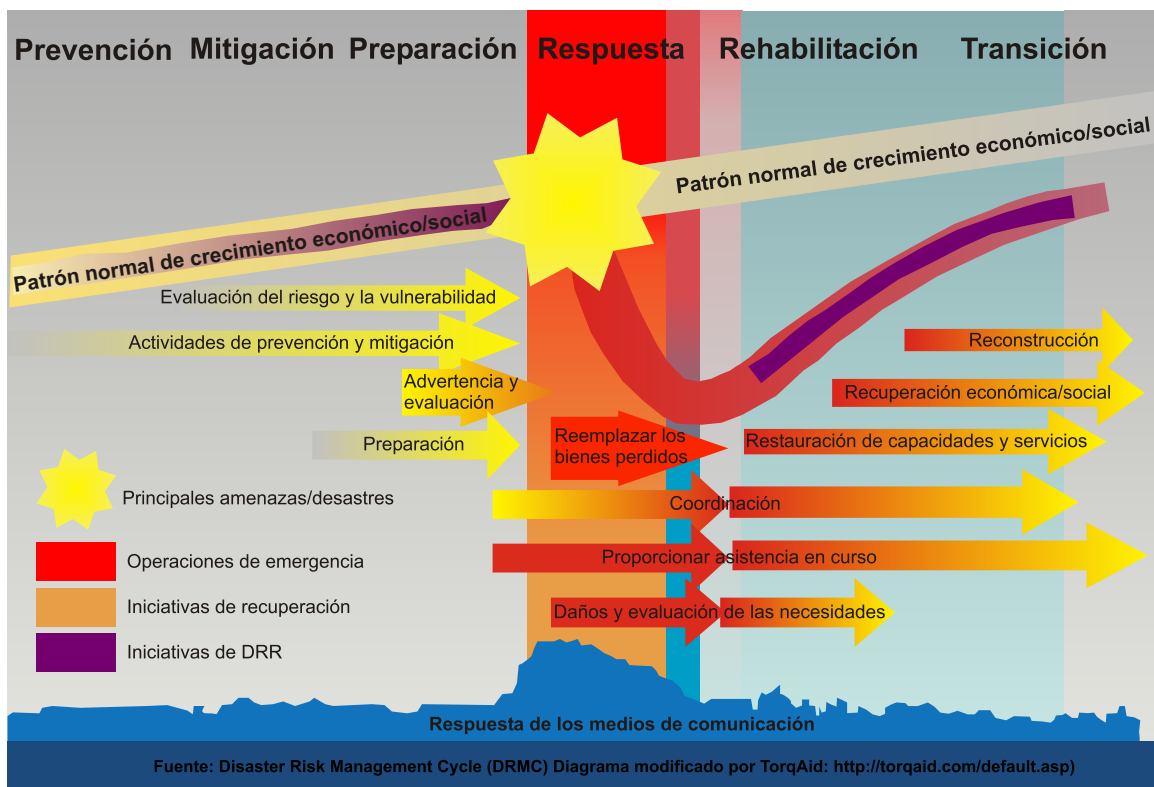 Prevención
Mitigación
Preparación
Respuesta
Rehabilitación
Transición
Patrón normal de crecimiento económico/social
Patrón normal de crecimiento económico/social
Evaluación del riesgo y la vulnerabilidad
Actividades de prevención y mitigación
Reconstrucción
Advertencia y
evaluación
Recuperación económica/social
Preparación
Reemplazar los
bienes perdidos
Restauración de capacidades y servicios
Principales amenazas/desastres
Coordinación
Operaciones de emergencia
Proporcionar asistencia en curso
Iniciativas de recuperación
Daños y evaluación de las necesidades
Iniciativas de DRR
Respuesta de los medios de comunicación
Fuente: Disaster Risk Management Cycle (DRMC) Diagrama modificado por TorqAid: http://torqaid.com/default.asp)